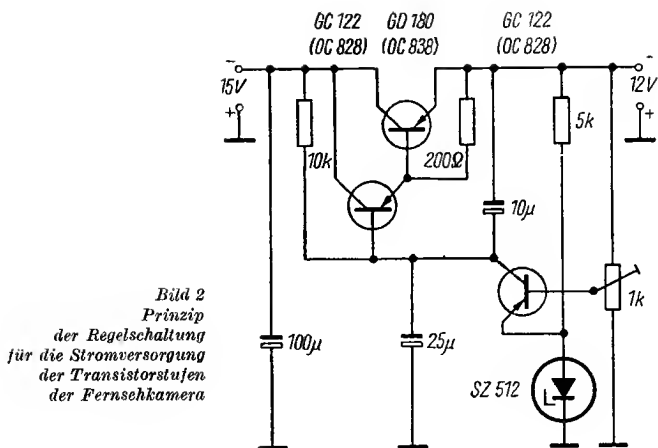 GC 122 GD 180 GC 122
(OC 828) (OC 838) (OC 828)
-
15V
+
-
12V
+
10k
200Ω
5k
10µ
1k
100µ
25µ
SZ 512
Bild 2
Prinzip
der Regelschaltung
für die Stromversorgung
der Transistorstufen
der Fernsehkamera